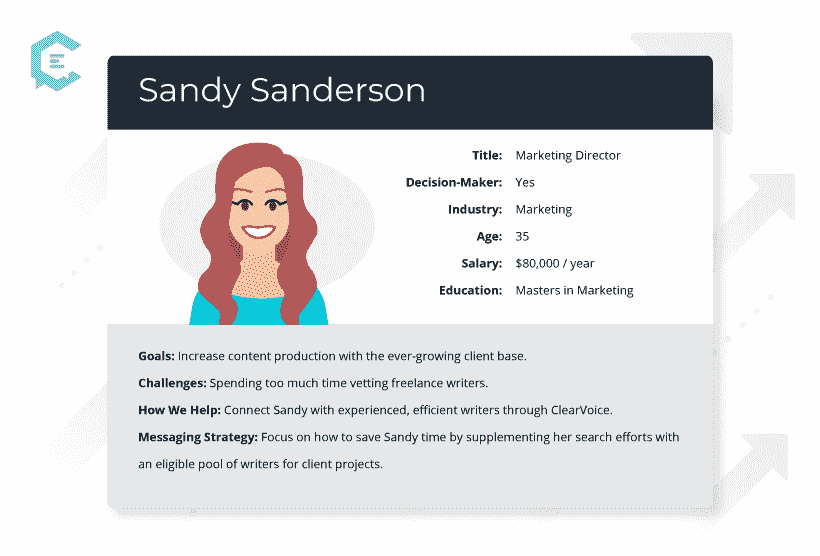 Sandy Sanderson
Title: Marketing Director
Decision-Maker: Yes
Industry: Marketing
Age: 35
Salary: $80,000 / year
Education: Masters in Marketing
Goals: Increase content production with the ever-growing client base.
Challenges: Spending too much time vetting freelance writers.
How We Help: Connect Sandy with experienced, efficient writers through ClearVoice.
Messaging Strategy: Focus on how to save Sandy time by supplementing her search efforts with
an eligible pool of writers for client projects.